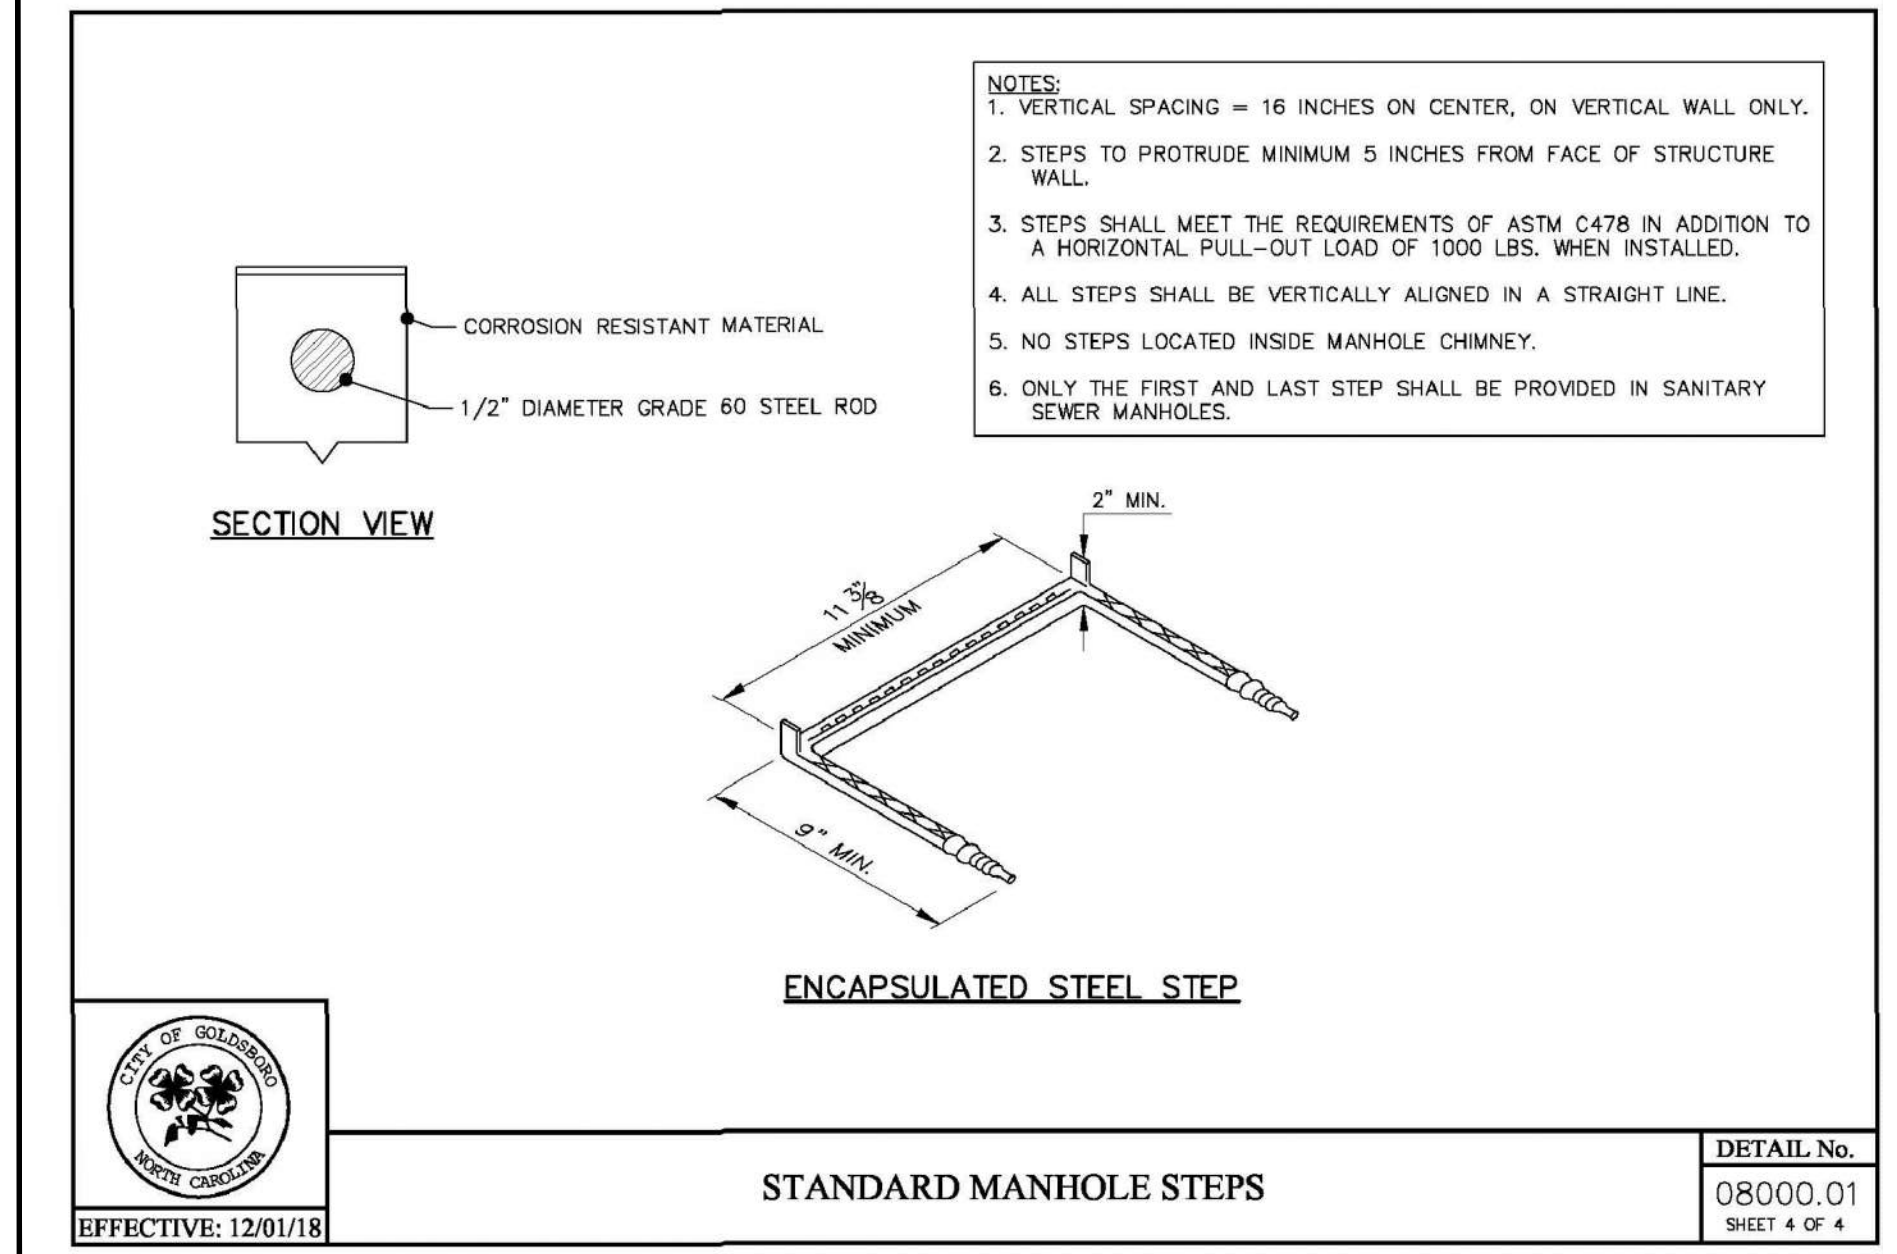 NOTES:
1. VERTICAL SPACING = 16 INCHES ON CENTER, ON VERTICAL WALL ONLY.
2. STEPS TO PROTRUDE MINIMUM 5 INCHES FROM FACE OF STRUCTURE
WALL.
3. STEPS SHALL MEET THE REQUIREMENTS OF ASTM C478 IN ADDITION TO
A HORIZONTAL PULL-OUT LOAD OF 1000 LBS. WHEN INSTALLED.
4. ALL STEPS SHALL BE VERTICALLY ALIGNED IN A STRAIGHT LINE.
5. NO STEPS LOCATED INSIDE MANHOLE CHIMNEY.
6. ONLY THE FIRST AND LAST STEP SHALL BE PROVIDED IN SANITARY
SEWER MANHOLES.
CORROSION RESISTANT MATERIAL
1/2" DIAMETER GRADE 60 STEEL ROD
SECTION VIEW
2" MIN.
11 3/8"
MINIMUM
9" MIN.
ENCAPSULATED STEEL STEP
CITY OF GOLDSBORO
NORTH CAROLINA
EFFECTIVE: 12/01/18
STANDARD MANHOLE STEPS
DETAIL No.
08000.01
SHEET 4 OF 4